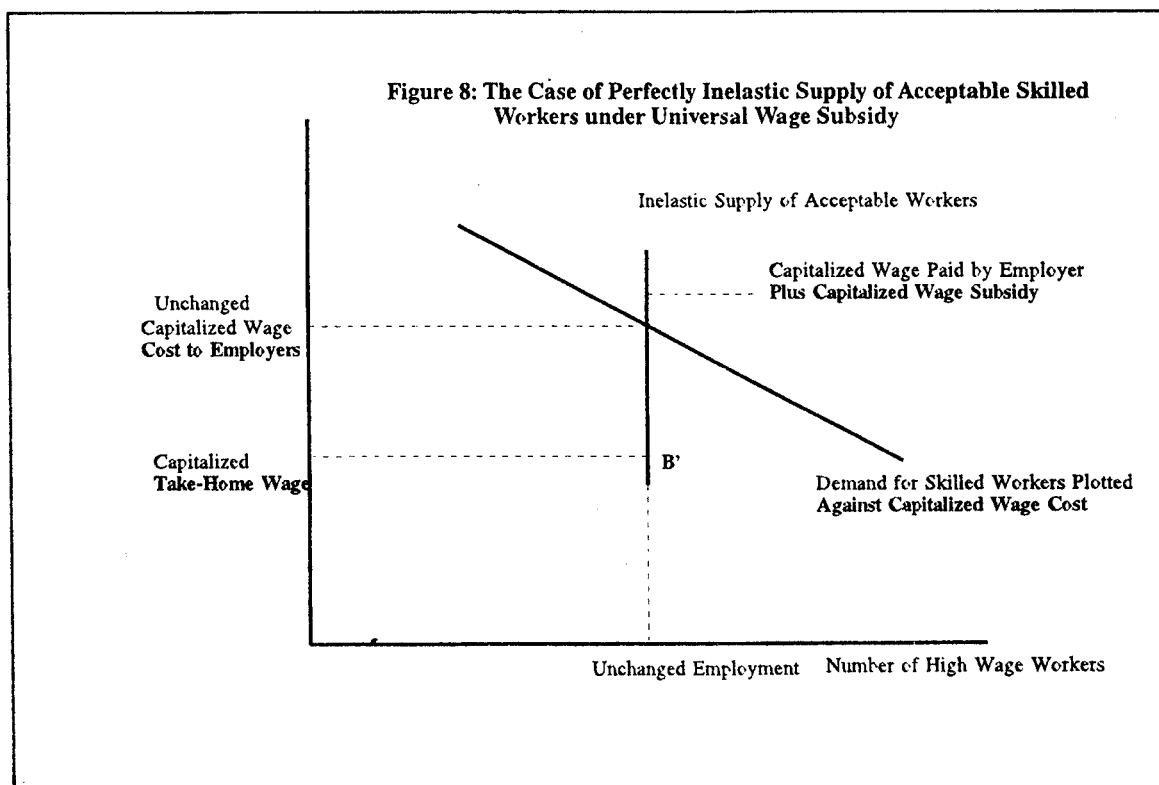 Figure 8: The Case of Perfectly Inelastic Supply of Acceptable Skilled
Workers under Universal Wage Subsidy
Inelastic Supply of Acceptable Workers
Capitalized Wage Paid by Employer
Plus Capitalized Wage Subsidy
Unchanged
Capitalized Wage
Cost to Employers
Capitalized
Take-Home Wage
B'
Demand for Skilled Workers Plotted
Against Capitalized Wage Cost
Unchanged Employment
Number of High Wage Workers